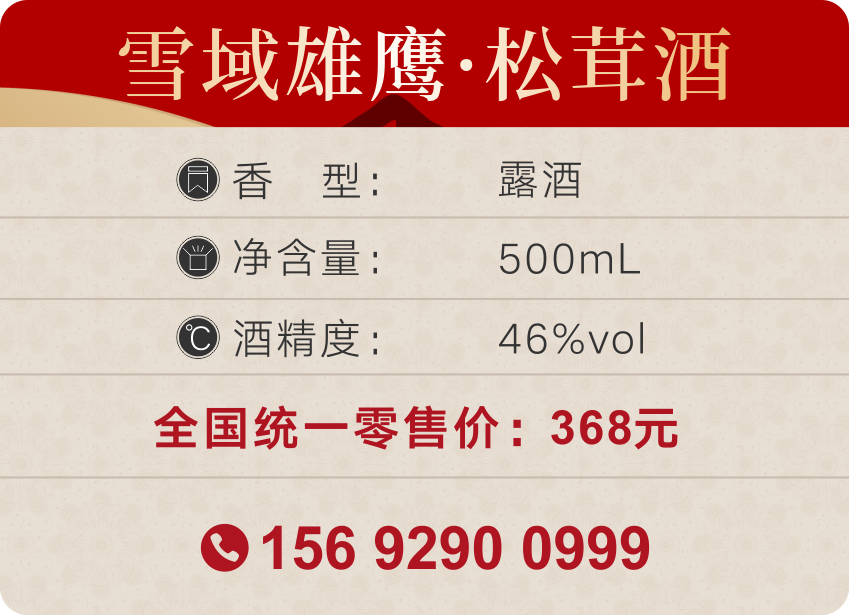 雪域雄鹰·松茸酒
香 型: 露酒
净含量: 500mL
℃ 酒精度: 46%vol
全国统一零售价: 368元
156 9290 0999